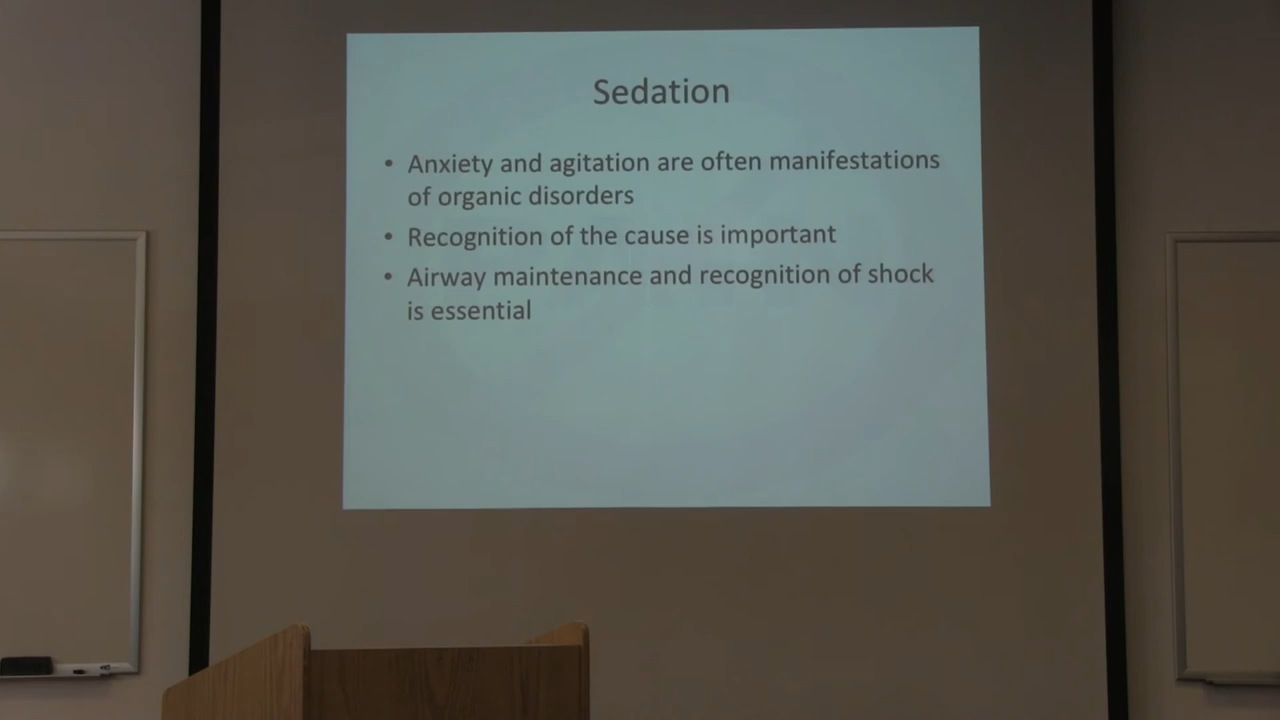 Sedation
• Anxiety and agitation are often manifestations
of organic disorders
• Recognition of the cause is important
• Airway maintenance and recognition of shock
is essential